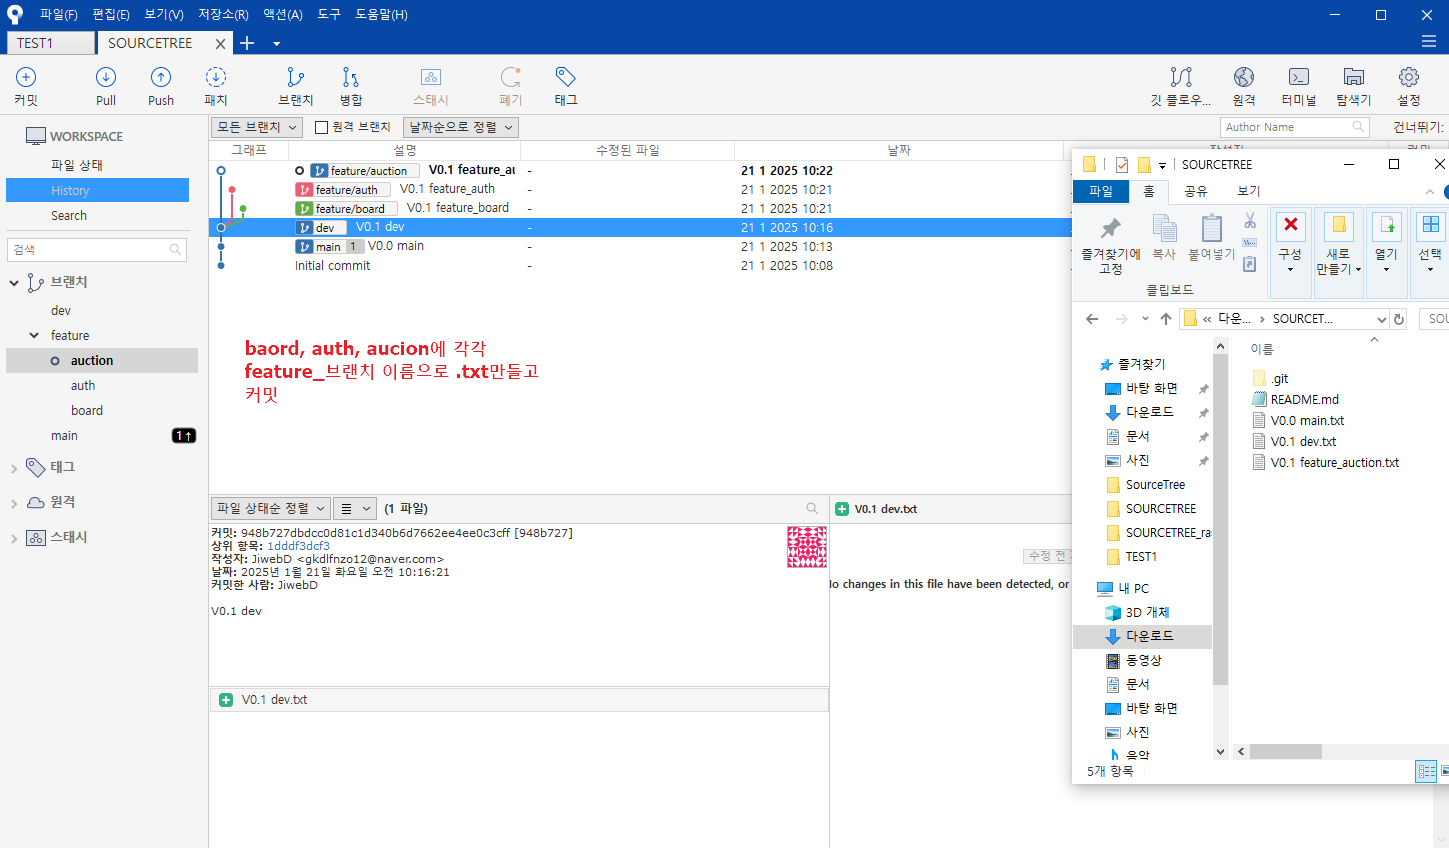 파일(F) 편집(E) 보기(V) 저장소(R) 액션(A) 도구 도움말(H)
TEST1 SOURCETREE
커밋 Pull Push 패치 브랜치 병합 스태시 폐기 태그 깃 플로우... 원격 터미널 탐색기 설정
WORKSPACE
파일 상태
History
Search
검색
브랜치
dev
feature
auction
auth
board
main 1↑
태그
원격
스태시
모든 브랜치 원격 브랜치 날짜순으로 정렬 Author Name 건너뛰기:
그래프 설명 수정된 파일 날짜
feature/auction V0.1 feature_au - 21 1 2025 10:22
feature/auth V0.1 feature_auth - 21 1 2025 10:21
feature/board V0.1 feature_board - 21 1 2025 10:21
dev V0.1 dev - 21 1 2025 10:16
main 1 V0.0 main - 21 1 2025 10:13
Initial commit - 21 1 2025 10:08
baord, auth, aucion에 각각
feature_브랜치 이름으로 .txt만들고
커밋
파일 상태순 정렬 (1 파일)
커밋: 948b727dbdcc0d81c1d340b6d7662ee4ee0c3cff [948b727]
상위 항목: 1dddf3dcf3
작성자: JiwebD <gkdlfnzo12@naver.com>
날짜: 2025년 1월 21일 화요일 오전 10:16:21
커밋한 사람: JiwebD
V0.1 dev
V0.1 dev.txt
V0.1 dev.txt
수정 전
No changes in this file have been detected, or
SOURCETREE
파일 홈 공유 보기
즐겨찾기에
고정
복사 붙여넣기 구성 새로
만들기 열기 선택
클립보드
« 다운... › SOURCET... SOU
이름
.git
README.md
V0.0 main.txt
V0.1 dev.txt
V0.1 feature_auction.txt
즐겨찾기
바탕 화면
다운로드
문서
사진
SourceTree
SOURCETREE
SOURCETREE_ra
TEST1
내 PC
3D 개체
다운로드
동영상
문서
바탕 화면
사진
음악
5개 항목